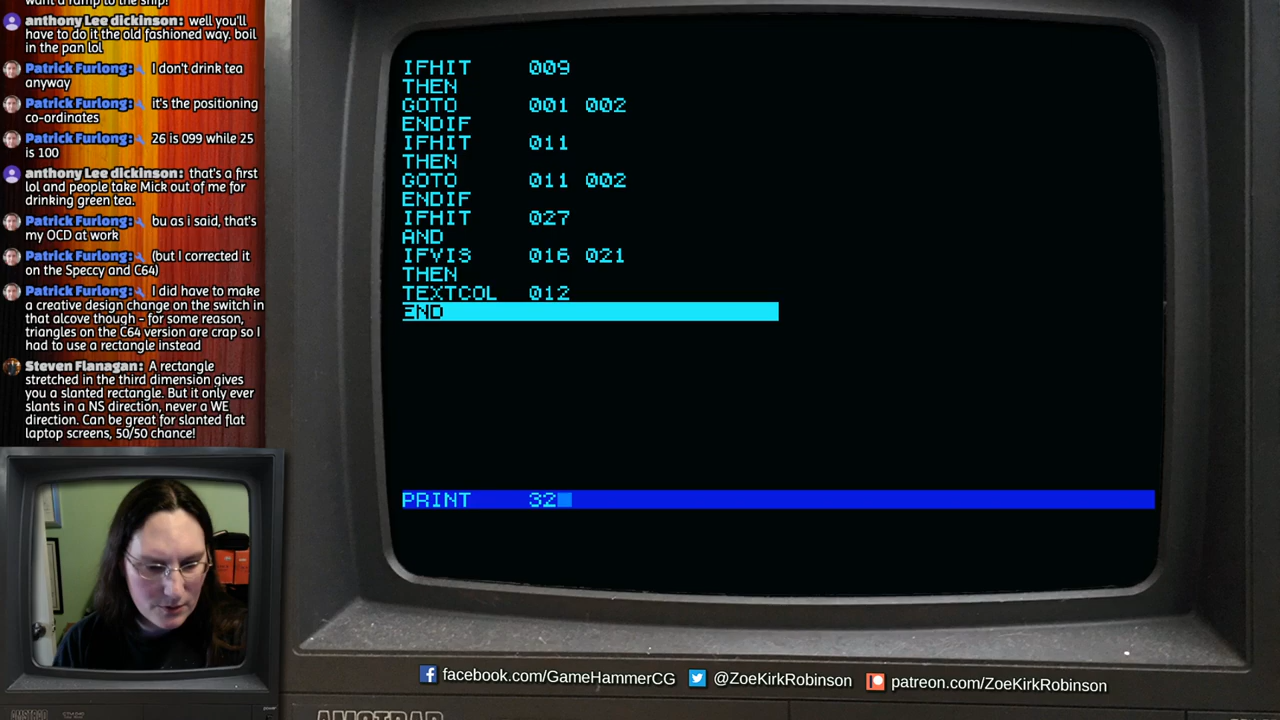 want a ramp to the ship!
anthony Lee dickinson: well you'll
have to do it the old fashioned way. boil
in the pan lol
Patrick Furlong: I don't drink tea
anyway
Patrick Furlong: it's the positioning
co-ordinates
Patrick Furlong: 26 is 099 while 25
is 100
anthony Lee dickinson: that's a first
lol and people take Mick out of me for
drinking green tea.
Patrick Furlong: bu as i said, that's
my OCD at work
Patrick Furlong: (but I corrected it
on the Speccy and C64)
Patrick Furlong: I did have to make
a creative design change on the switch in
that alcove though - for some reason,
triangles on the C64 version are crap so I
had to use a rectangle instead
Steven Flanagan: A rectangle
stretched in the third dimension gives
you a slanted rectangle. But it only ever
slants in a NS direction, never a WE
direction. Can be great for slanted flat
laptop screens, 50/50 chance!
IFHIT 009
THEN
GOTO 001 002
ENDIF
IFHIT 011
THEN
GOTO 011 002
ENDIF
IFHIT 027
AND
IFVIS 016 021
THEN
TEXTCOL 012
END
PRINT 32
facebook.com/GameHammerCG
@ZoeKirkRobinson
patreon.com/ZoeKirkRobinson
AMSTRAD